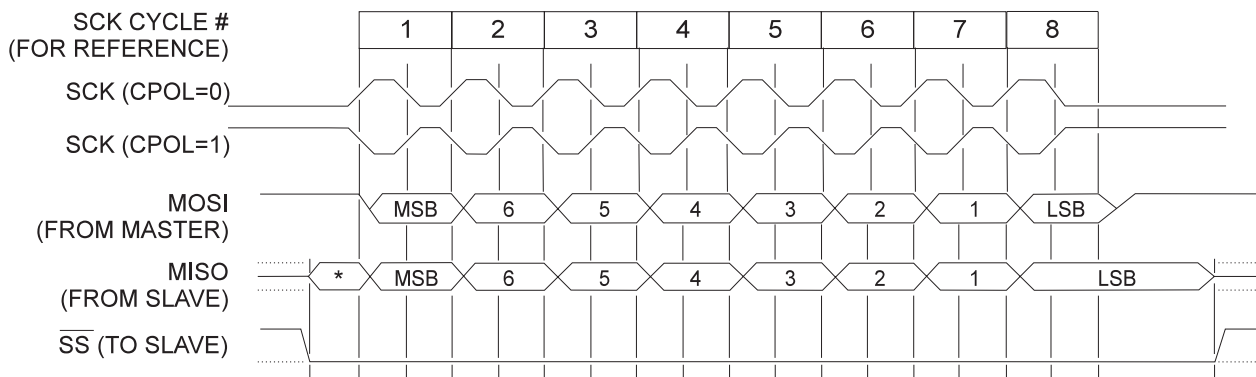 SCK CYCLE #
(FOR REFERENCE)
1 2 3 4 5 6 7 8
SCK (CPOL=0)
SCK (CPOL=1)
MOSI
(FROM MASTER)
MSB 6 5 4 3 2 1 LSB
MISO
(FROM SLAVE)
* MSB 6 5 4 3 2 1 LSB
SS (TO SLAVE)